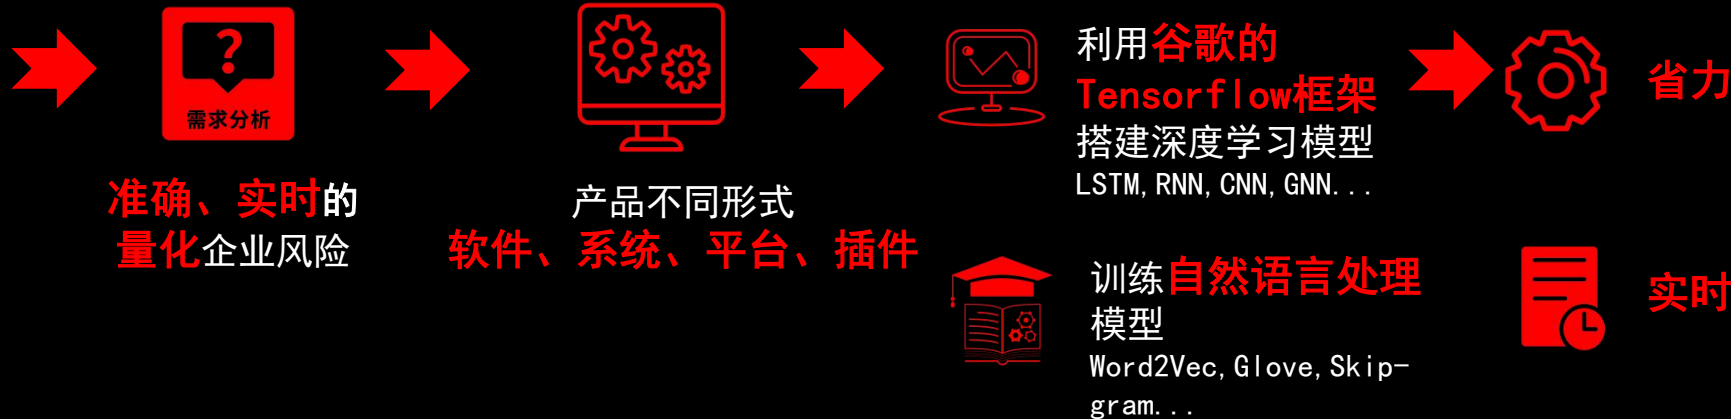 需求分析
准确、实时的
量化企业风险
产品不同形式
软件、系统、平台、插件
利用谷歌的
Tensorflow框架
搭建深度学习模型
LSTM,RNN,CNN,GNN...
训练自然语言处理
模型
Word2Vec,Glove,Skip-
gram...
省力
实时